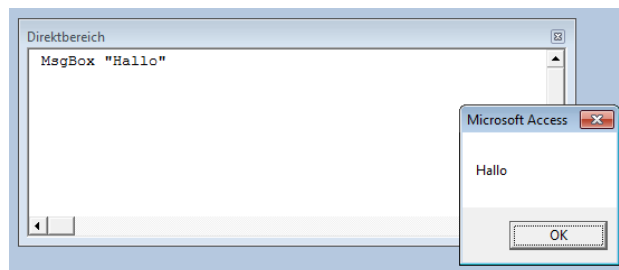 Direktbereich
MsgBox "Hallo"
Microsoft Access
Hallo
OK